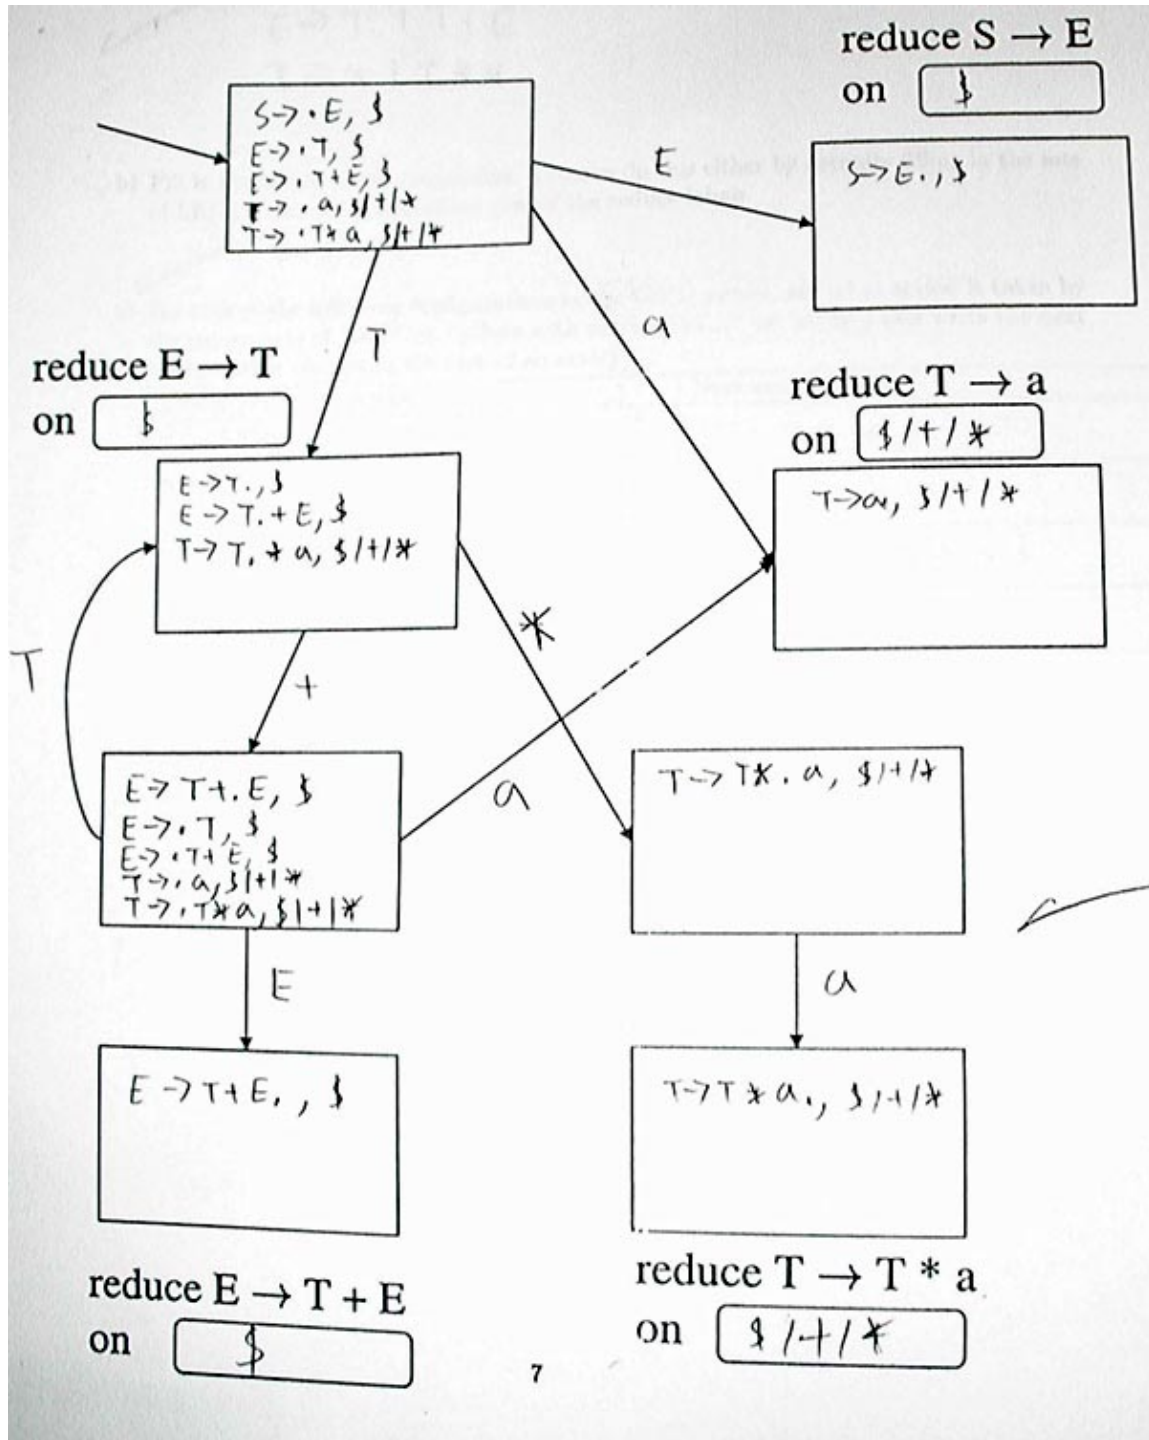 reduce S → E
on $
S → . E, $
E → . T, $
E → . T + E, $
T → . a, $/+/*
T → . T * a, $/+/*
E
S → E . , $
a
T
reduce E → T
on $
reduce T → a
on $/+/*
E → T . , $
E → T . + E, $
T → T . * a, $/+/*
T → a., $/+/*
*
T
+
E → T + . E, $
E → . T, $
E → . T + E, $
T → . a, $/+/*
T → . T * a, $/+/*
a
T → T * . a, $/+/*
E
a
E → T + E . , $
T → T * a . , $/+/*
reduce E → T + E
on $
reduce T → T * a
on $/+/*
7